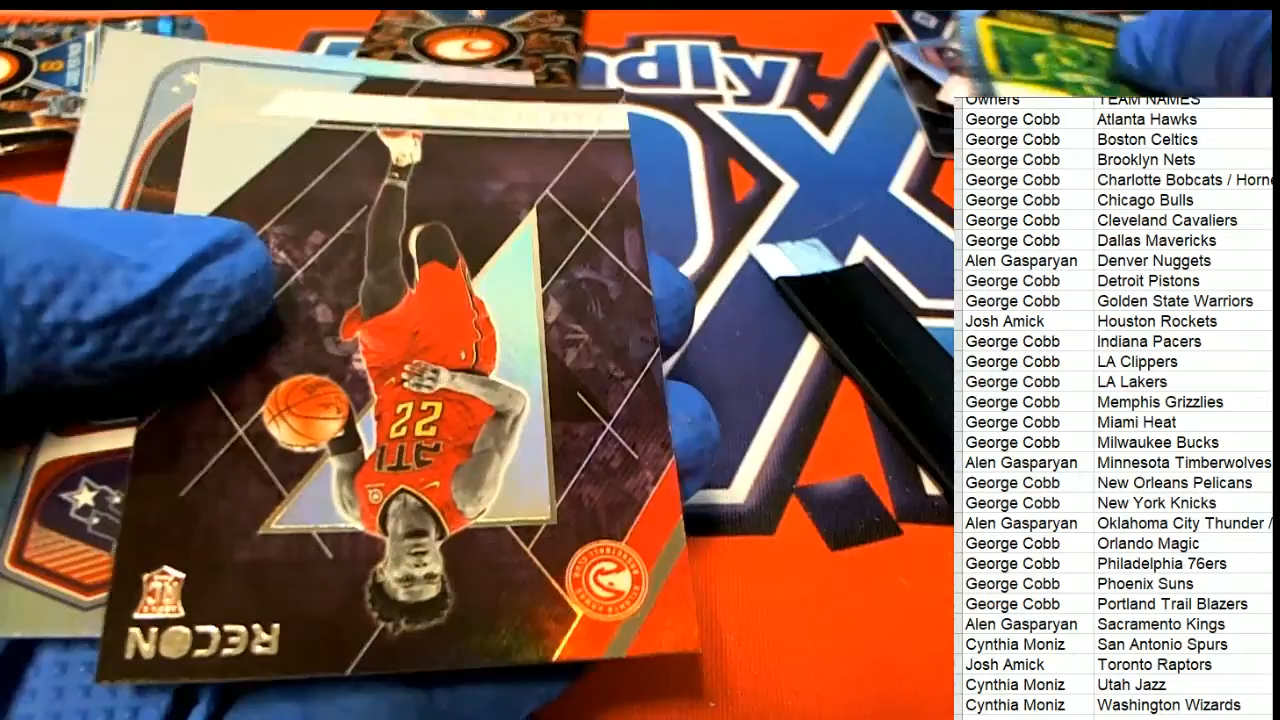 dly
X
22
ATL
RC
RECON
ATLANTA HAWKS
BASKETBALL CLUB
Owners TEAM NAMES
George Cobb Atlanta Hawks
George Cobb Boston Celtics
George Cobb Brooklyn Nets
George Cobb Charlotte Bobcats / Horne
George Cobb Chicago Bulls
George Cobb Cleveland Cavaliers
George Cobb Dallas Mavericks
Alen Gasparyan Denver Nuggets
George Cobb Detroit Pistons
George Cobb Golden State Warriors
Josh Amick Houston Rockets
George Cobb Indiana Pacers
George Cobb LA Clippers
George Cobb LA Lakers
George Cobb Memphis Grizzlies
George Cobb Miami Heat
George Cobb Milwaukee Bucks
Alen Gasparyan Minnesota Timberwolves
George Cobb New Orleans Pelicans
George Cobb New York Knicks
Alen Gasparyan Oklahoma City Thunder /
George Cobb Orlando Magic
George Cobb Philadelphia 76ers
George Cobb Phoenix Suns
George Cobb Portland Trail Blazers
Alen Gasparyan Sacramento Kings
Cynthia Moniz San Antonio Spurs
Josh Amick Toronto Raptors
Cynthia Moniz Utah Jazz
Cynthia Moniz Washington Wizards